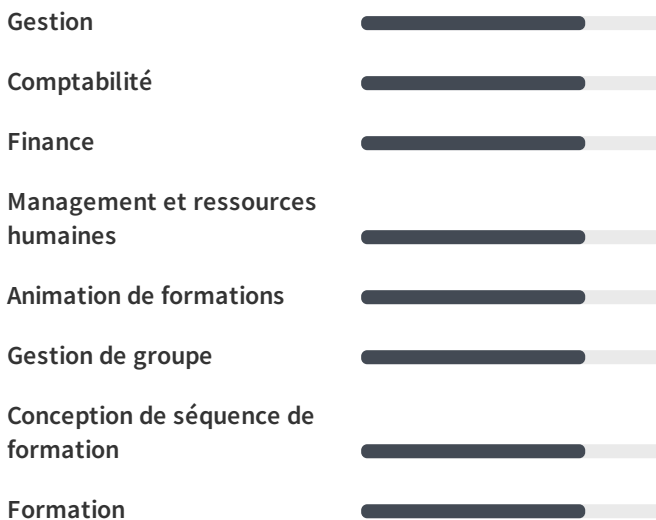 Gestion
Comptabilité
Finance
Management et ressources
humaines
Animation de formations
Gestion de groupe
Conception de séquence de
formation
Formation